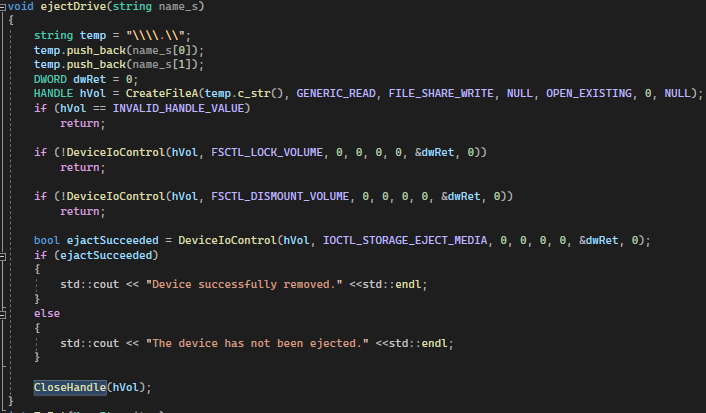 void ejectDrive(string name_s)
{
string temp = "\\\\.\\";
temp.push_back(name_s[0]);
temp.push_back(name_s[1]);
DWORD dwRet = 0;
HANDLE hVol = CreateFileA(temp.c_str(), GENERIC_READ, FILE_SHARE_WRITE, NULL, OPEN_EXISTING, 0, NULL);
if (hVol == INVALID_HANDLE_VALUE)
return;
if (!DeviceIoControl(hVol, FSCTL_LOCK_VOLUME, 0, 0, 0, 0, &dwRet, 0))
return;
if (!DeviceIoControl(hVol, FSCTL_DISMOUNT_VOLUME, 0, 0, 0, 0, &dwRet, 0))
return;
bool ejactSucceeded = DeviceIoControl(hVol, IOCTL_STORAGE_EJECT_MEDIA, 0, 0, 0, 0, &dwRet, 0);
if (ejactSucceeded)
{
std::cout << "Device successfully removed." <<std::endl;
}
else
{
std::cout << "The device has not been ejected." <<std::endl;
}
CloseHandle(hVol);
}